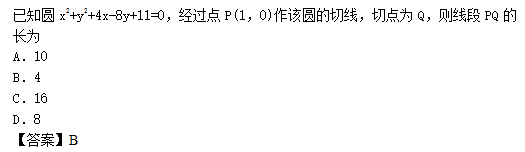 已知圆 x²+y²+4x-8y+11=0，经过点 P(1，0)作该圆的切线，切点为 Q，则线段 PQ 的
长为
A．10
B．4
C．16
D．8
【答案】B